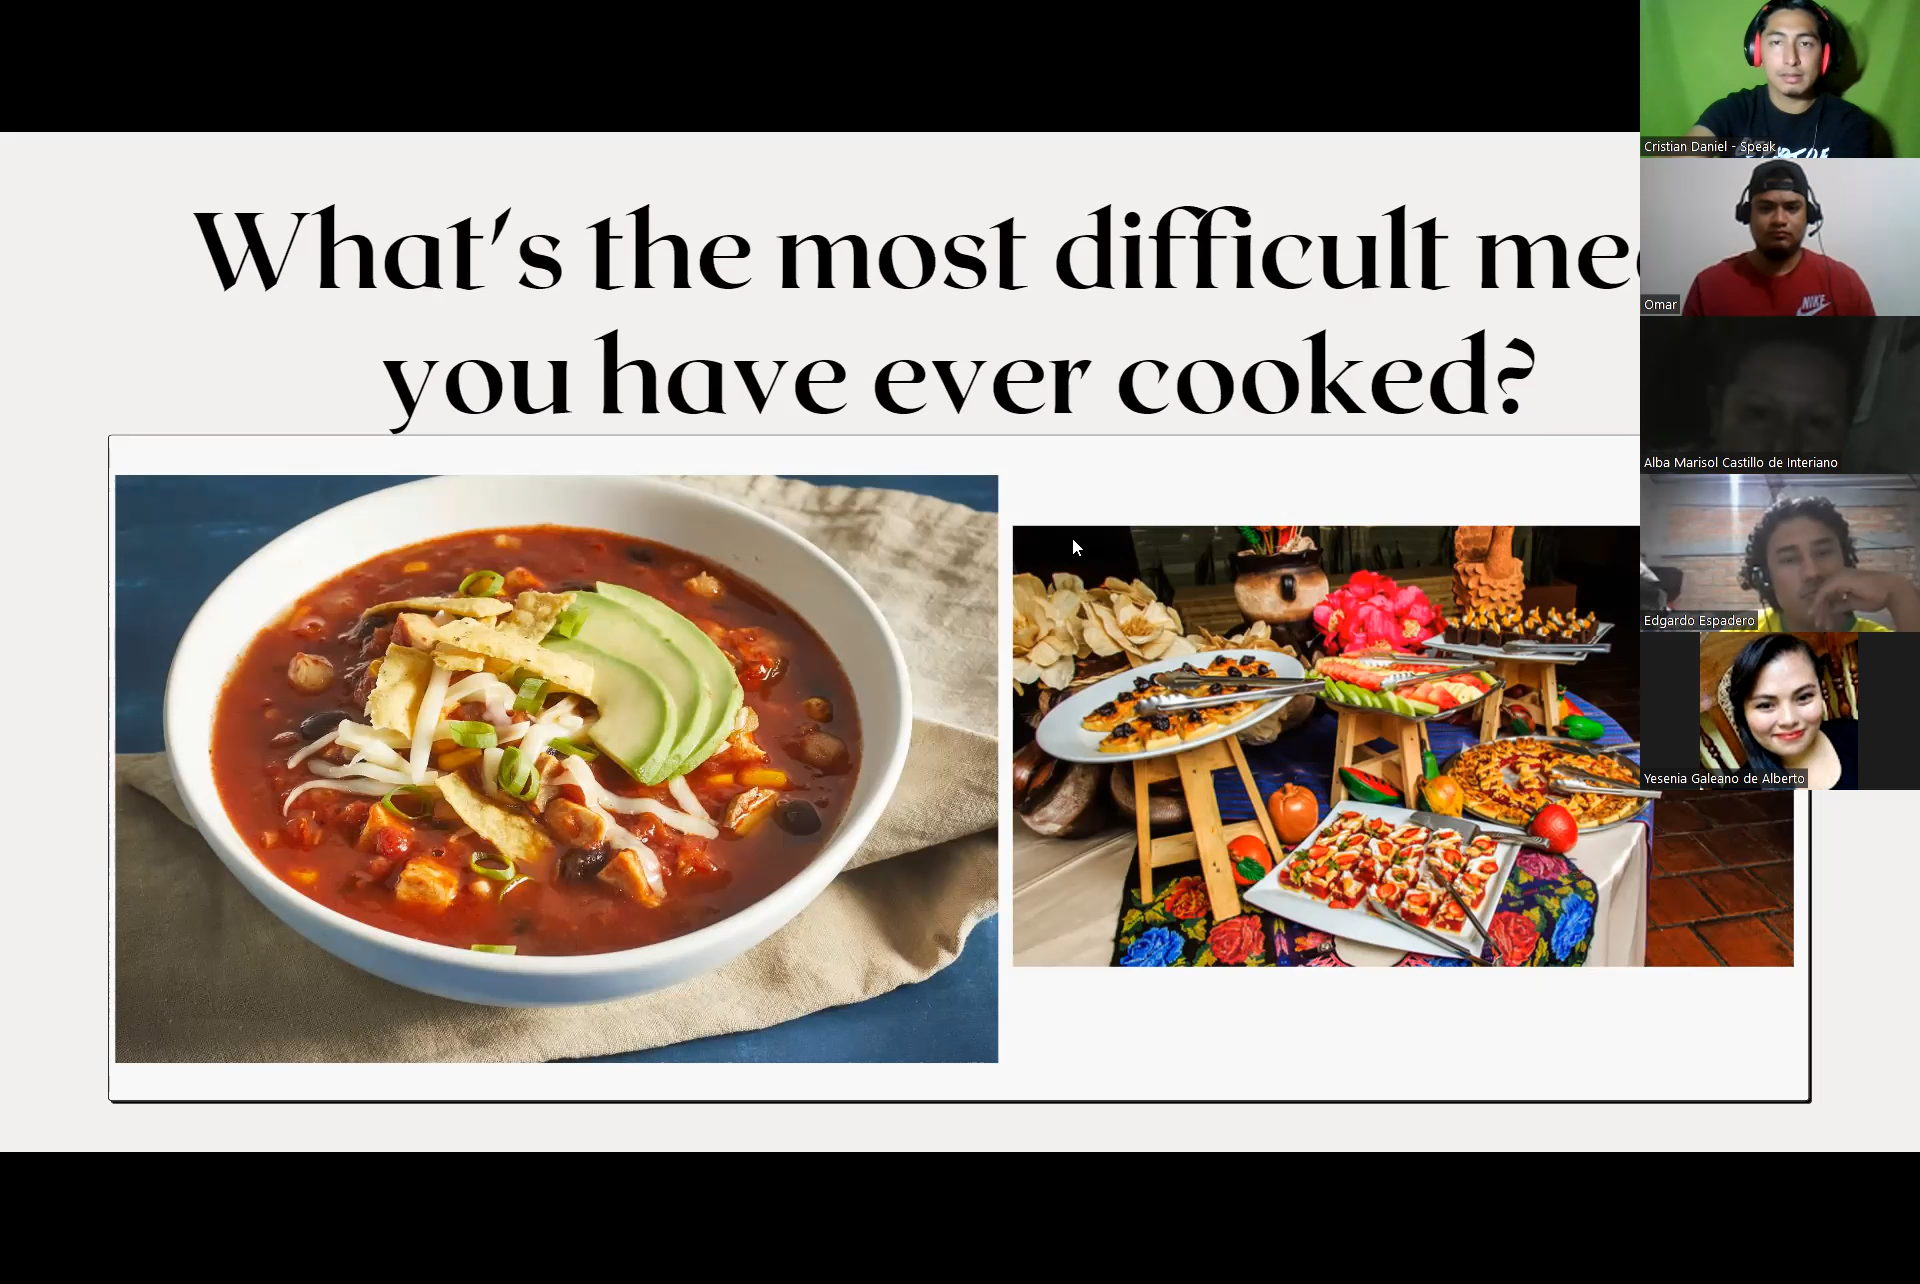 What's the most difficult
you have ever cooked?
Cristian Daniel - Speak
Omar
NIKE
Alba Marisol Castillo de Interiano
Edgardo Espadero
Yesenia Galeano de Alberto